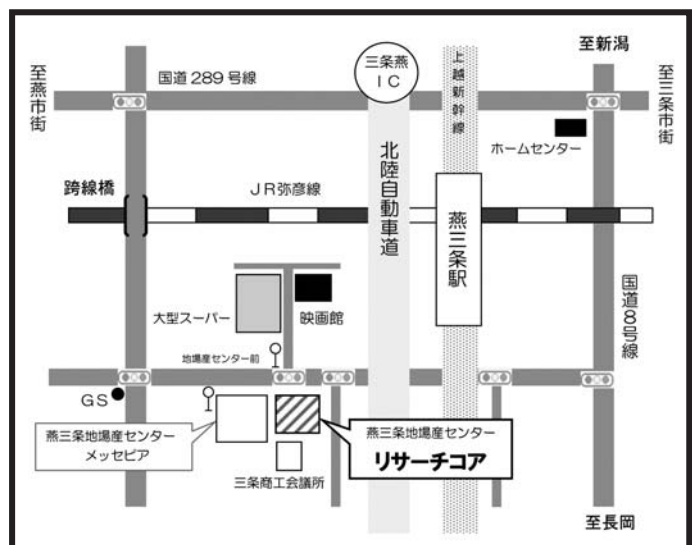 至新潟
三条燕
IC
上越新幹線
至燕市街
国道289号線
至三条市街
ホームセンター
北陸自動車道
跨線橋
JR弥彦線
燕三条駅
国道8号線
大型スーパー
映画館
地場産センター前
GS
燕三条地場産センター
メッセピア
燕三条地場産センター
リサーチコア
三条商工会議所
至長岡